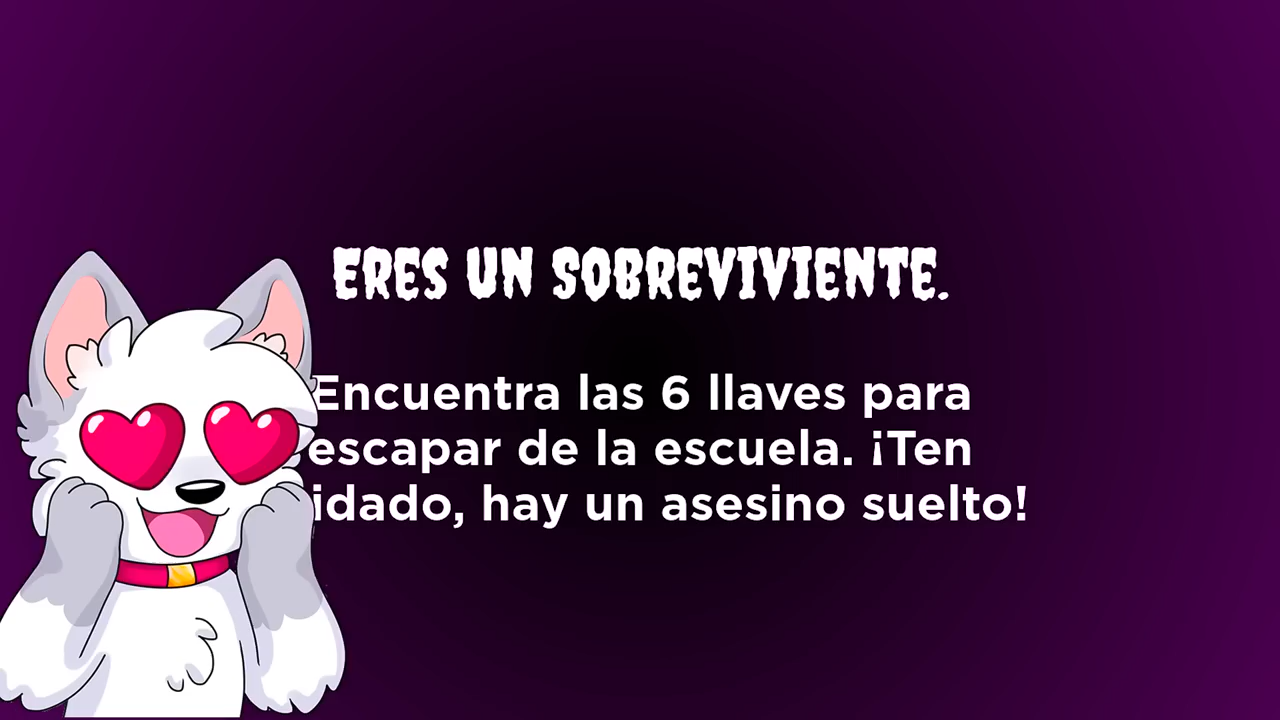 ERES UN SOBREVIVIENTE.
Encuentra las 6 llaves para
escapar de la escuela. ¡Ten
idado, hay un asesino suelto!